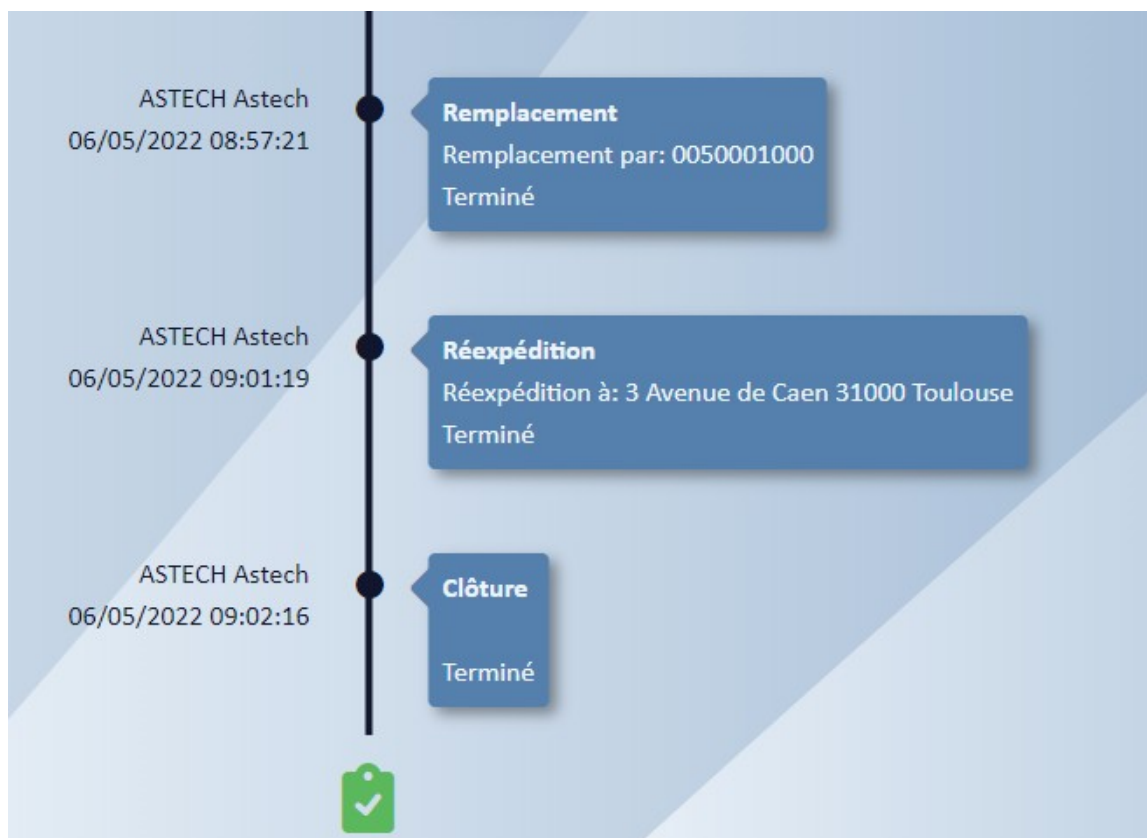 ASTECH Astech
06/05/2022 08:57:21
Remplacement
Remplacement par: 0050001000
Terminé
ASTECH Astech
06/05/2022 09:01:19
Réexpédition
Réexpédition à: 3 Avenue de Caen 31000 Toulouse
Terminé
ASTECH Astech
06/05/2022 09:02:16
Clôture
Terminé